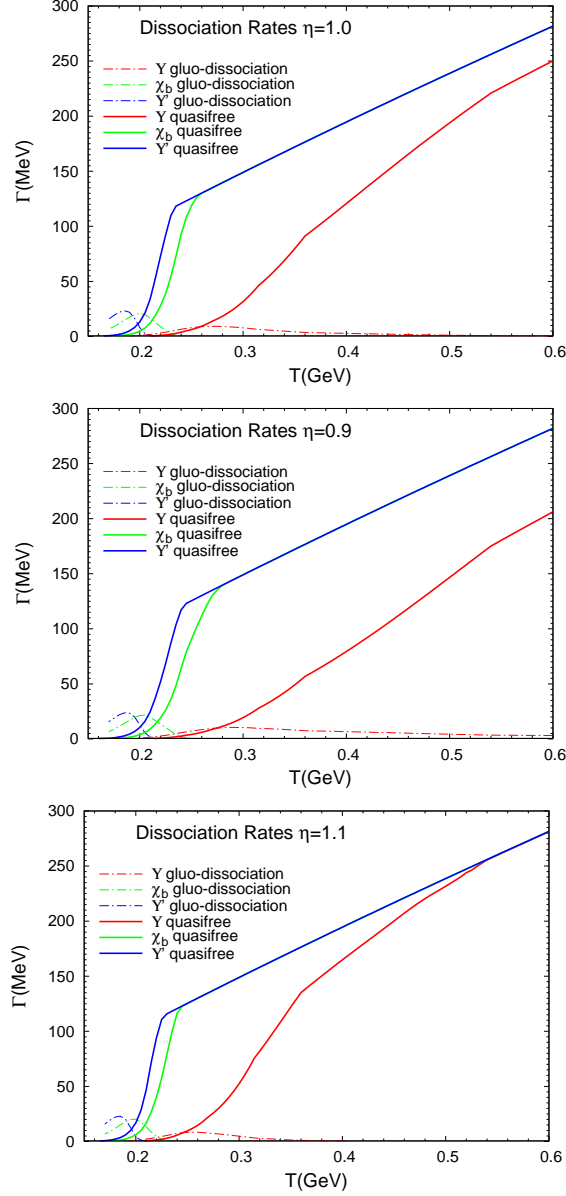 Dissociation Rates η=1.0
Υ gluo-dissociation
χb gluo-dissociation
Υ' gluo-dissociation
Υ quasifree
χb quasifree
Υ' quasifree
Γ(MeV)
300
250
200
150
100
50
0
0.2 0.3 0.4 0.5 0.6
T(GeV)
Dissociation Rates η=0.9
Υ gluo-dissociation
χb gluo-dissociation
Υ' gluo-dissociation
Υ quasifree
χb quasifree
Υ' quasifree
Γ(MeV)
300
250
200
150
100
50
0
0.2 0.3 0.4 0.5 0.6
T(GeV)
Dissociation Rates η=1.1
Υ gluo-dissociation
χb gluo-dissociation
Υ' gluo-dissociation
Υ quasifree
χb quasifree
Υ' quasifree
Γ(MeV)
300
250
200
150
100
50
0
0.2 0.3 0.4 0.5 0.6
T(GeV)